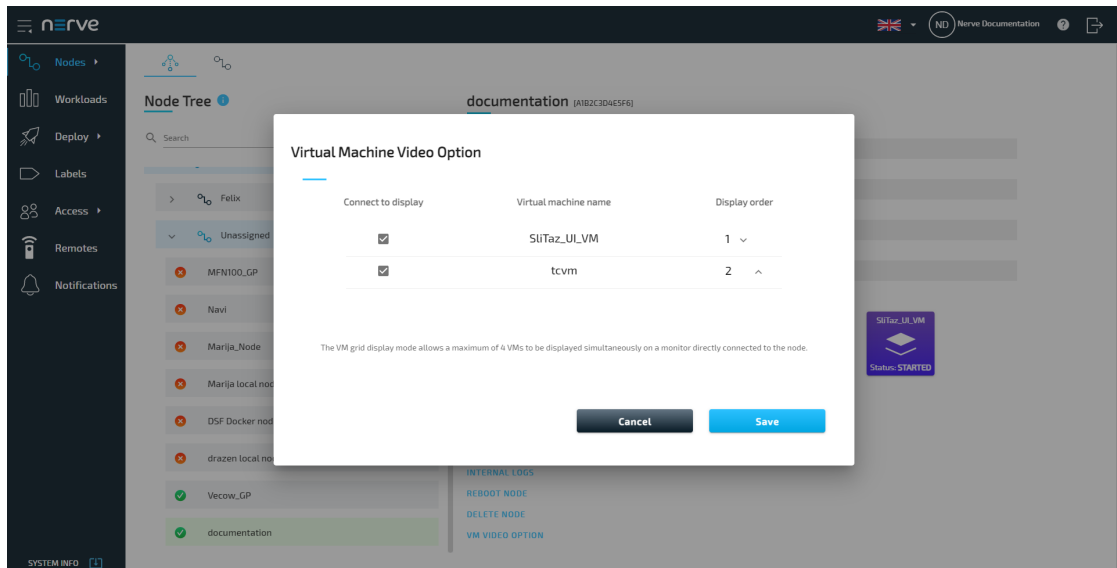 nerve
ND Nerve Documentation
Nodes
Workloads
Deploy
Labels
Access
Remotes
Notifications
SYSTEM INFO
Node Tree
Search
Felix
Unassigned
MFN100_GP
Navi
Marija_Node
Marija local nod
DSF Docker nod
drazen local no
Vecow_GP
documentation
documentation [A1B2C3D4E5F6]
Virtual Machine Video Option
Connect to display Virtual machine name Display order
SliTaz_UI_VM 1
tcvm 2
The VM grid display mode allows a maximum of 4 VMs to be displayed simultaneously on a monitor directly connected to the node.
Cancel Save
SliTaz_UI_VM
Status: STARTED
INTERNAL LOGS
REBOOT NODE
DELETE NODE
VM VIDEO OPTION